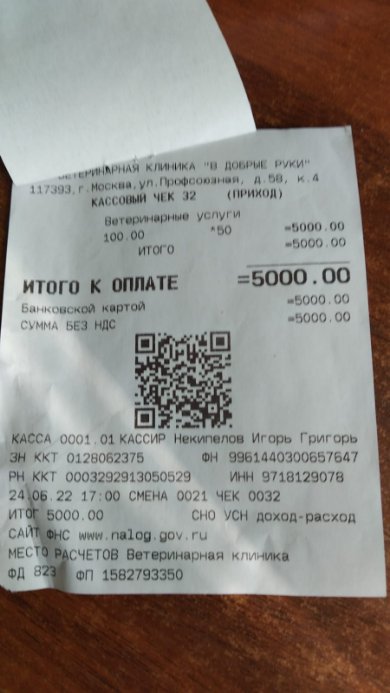 ВЕТЕРИНАРНАЯ КЛИНИКА "В ДОБРЫЕ РУКИ"
117393,г.Москва,ул.Профсоюзная, д.58, к.4
КАССОВЫЙ ЧЕК 32 (ПРИХОД)
Ветеринарные услуги
100.00 *50 =5000.00
ИТОГО =5000.00
ИТОГО К ОПЛАТЕ =5000.00
Банковской картой =5000.00
СУММА БЕЗ НДС =5000.00
КАССА 0001.01 КАССИР Некипелов Игорь Григорь
ЗН ККТ 0128062375 ФН 9961440300657647
РН ККТ 0003292913050529 ИНН 9718129078
24.06.22 17:00 СМЕНА 0021 ЧЕК 0032
ИТОГ 5000.00 СНО УСН доход-расход
САЙТ ФНС www.nalog.gov.ru
МЕСТО РАСЧЕТОВ Ветеринарная клиника
ФД 823 ФП 1582793350